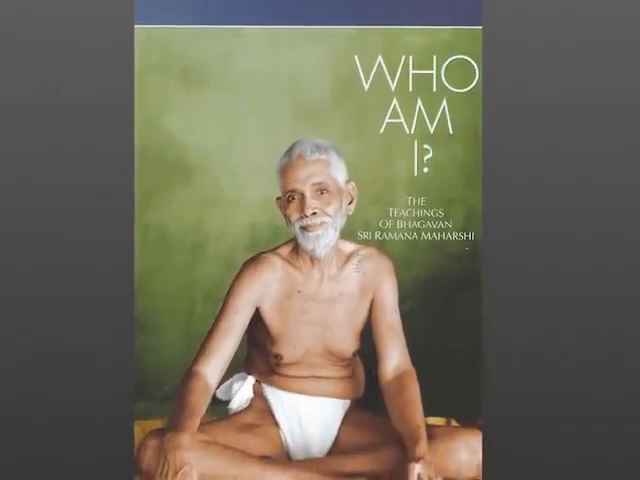 WHO
AM
I?
THE
TEACHINGS
OF BHAGAVAN
SRI RAMANA MAHARSHI